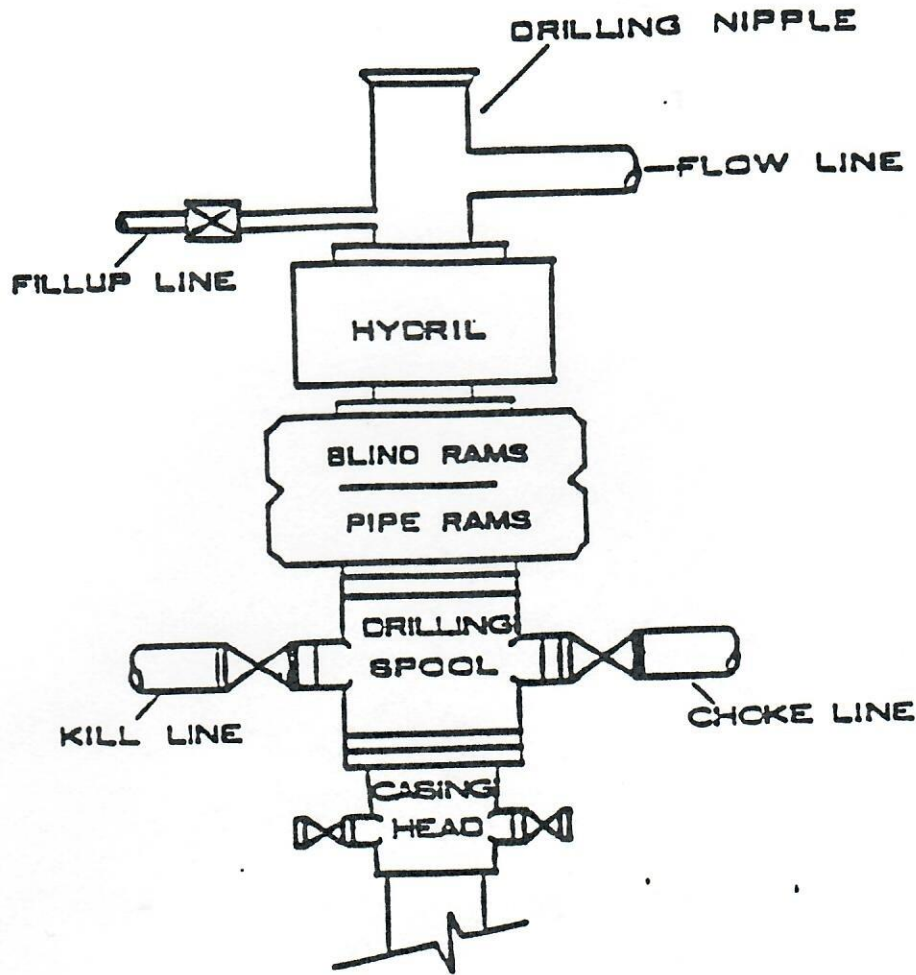 DRILLING NIPPLE
FLOW LINE
FILLUP LINE
HYDRIL
BLIND RAMS
PIPE RAMS
DRILLING
SPOOL
KILL LINE
CHOKE LINE
CASING
HEAD